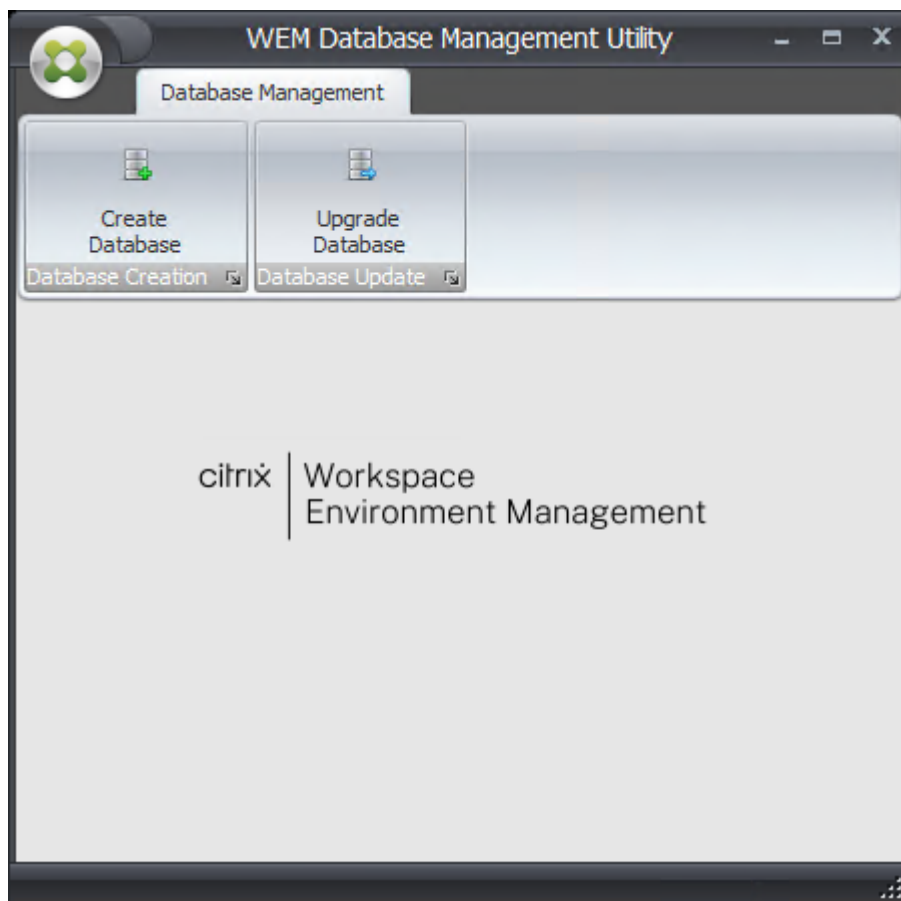 WEM Database Management Utility
Database Management
Create
Database
Upgrade
Database
Database Creation
Database Update
citrix
Workspace
Environment Management